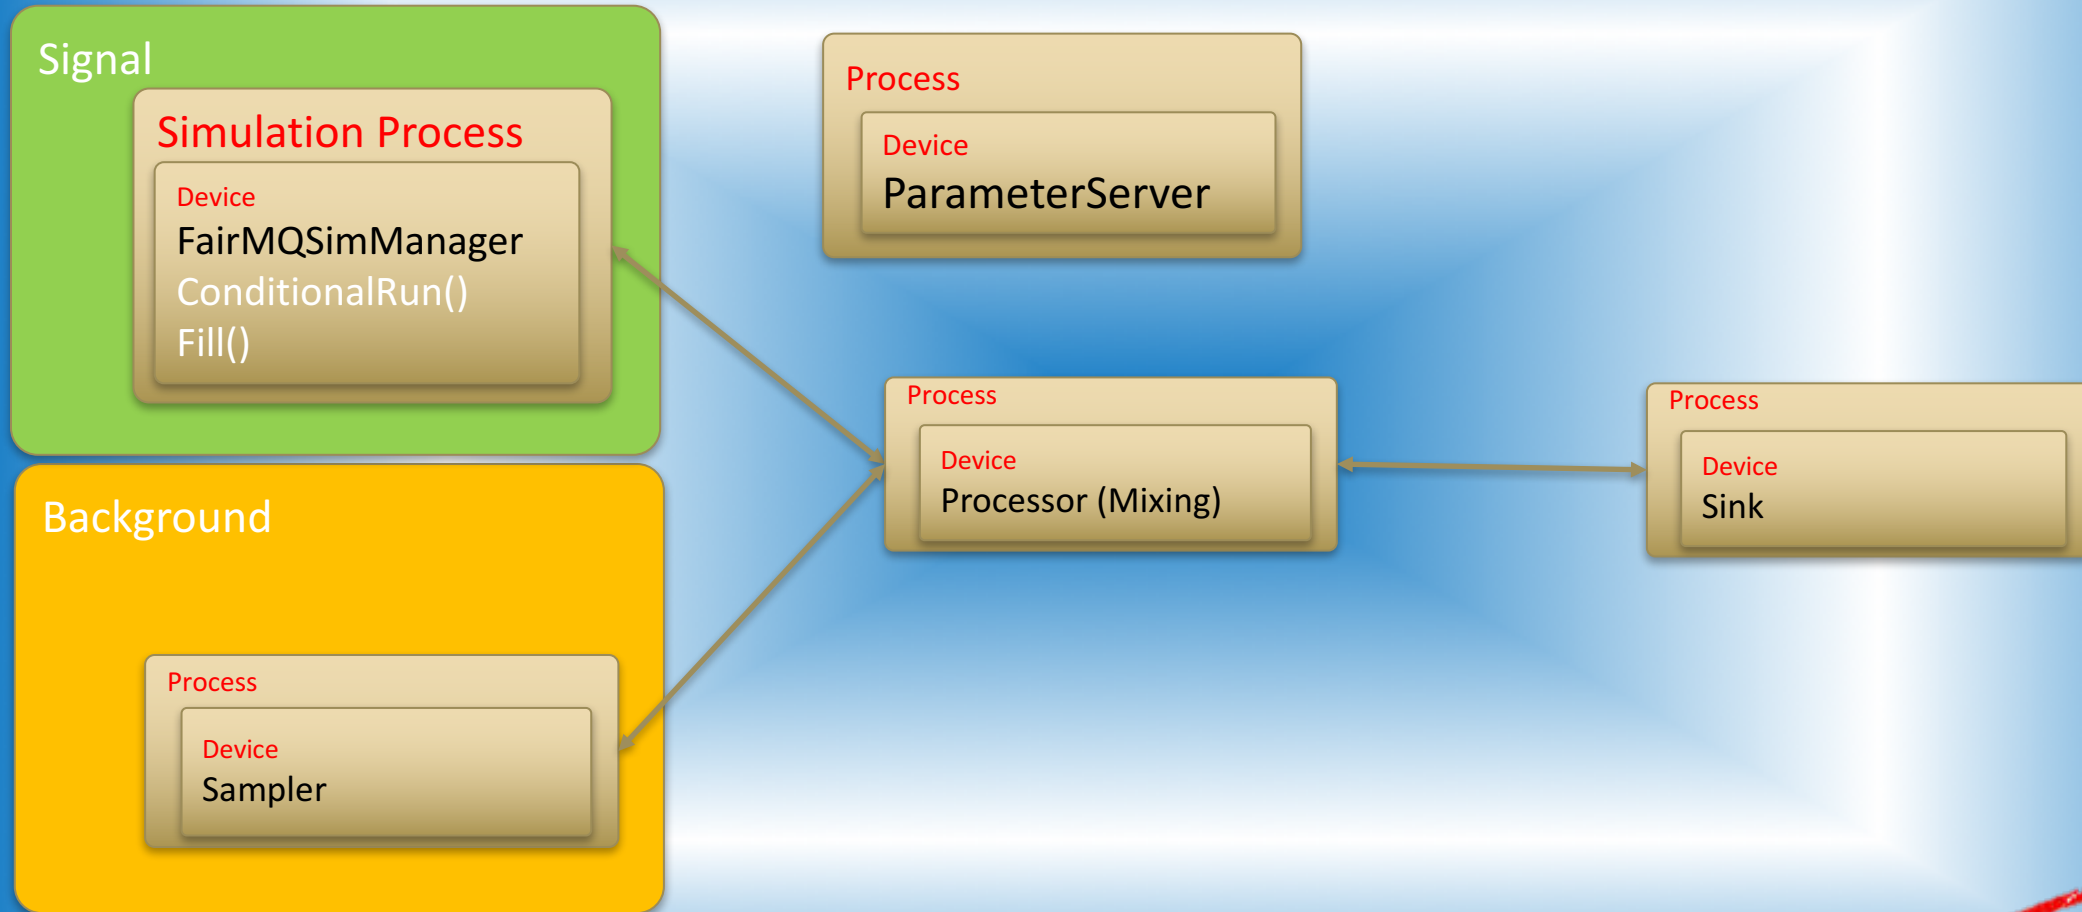 Signal
Simulation Process
Device
FairMQSimManager
ConditionalRun()
Fill()
Process
Device
ParameterServer
Process
Device
Processor (Mixing)
Process
Device
Sink
Background
Process
Device
Sampler